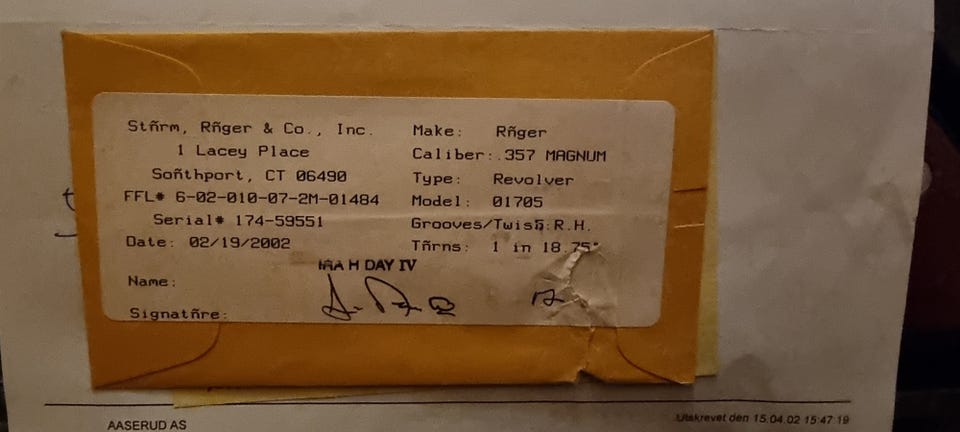 Stñrm, Rñger & Co., Inc.
1 Lacey Place
Soñthport, CT 06490
FFL# 6-02-010-07-2M-01484
Serial# 174-59551
Date: 02/19/2002
Make: Rñger
Caliber: .357 MAGNUM
Type: Revolver
Model: 01705
Grooves/Twist: 5 R.H.
Tñrns: 1 in 18.75"
IRA H DAY IV
Name:
Signatñre:
AASERUD AS
Utskrevet den 15.04.02 15:47:19